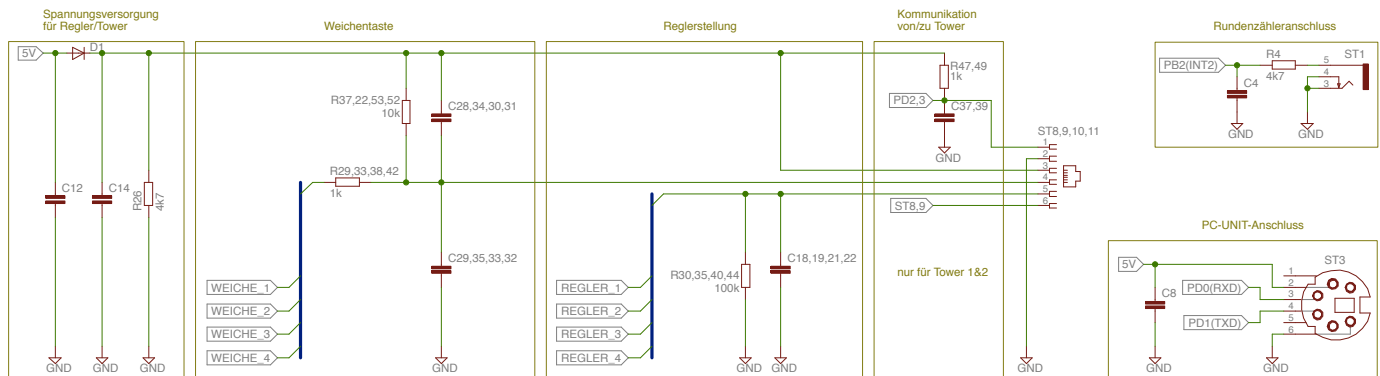 Spannungsversorgung
für Regler/Tower
5V
D1
C12
C14
R26
4k7
GND
GND
GND
Weichentaste
R37,22,53,52
10k
C28,34,30,31
R29,33,38,42
1k
C29,35,33,32
WEICHE_1
WEICHE_2
WEICHE_3
WEICHE_4
GND
Reglerstellung
R30,35,40,44
100k
C18,19,21,22
REGLER_1
REGLER_2
REGLER_3
REGLER_4
GND
GND
Kommunikation
von/zu Tower
R47,49
1k
PD2,3
C37,39
GND
ST8,9
nur für Tower 1&2
ST8,9,10,11
1
2
3
4
5
6
GND
Rundenzähleranschluss
PB2(INT2)
R4
4k7
C4
ST1
5
4
3
GND
GND
PC-UNIT-Anschluss
5V
C8
PD0(RXD)
PD1(TXD)
ST3
1
2
3
4
5
6
GND
GND